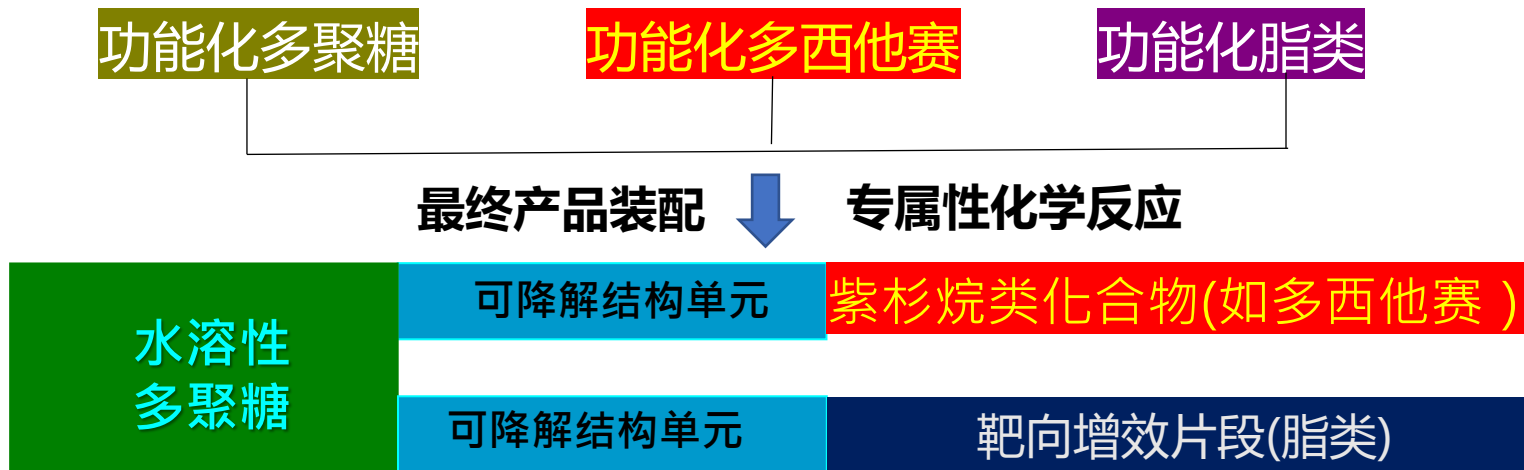 功能化多聚糖
功能化多西他赛
功能化脂类
最终产品装配
专属性化学反应
水溶性
多聚糖
可降解结构单元
紫杉烷类化合物(如多西他赛 )
可降解结构单元
靶向增效片段(脂类)